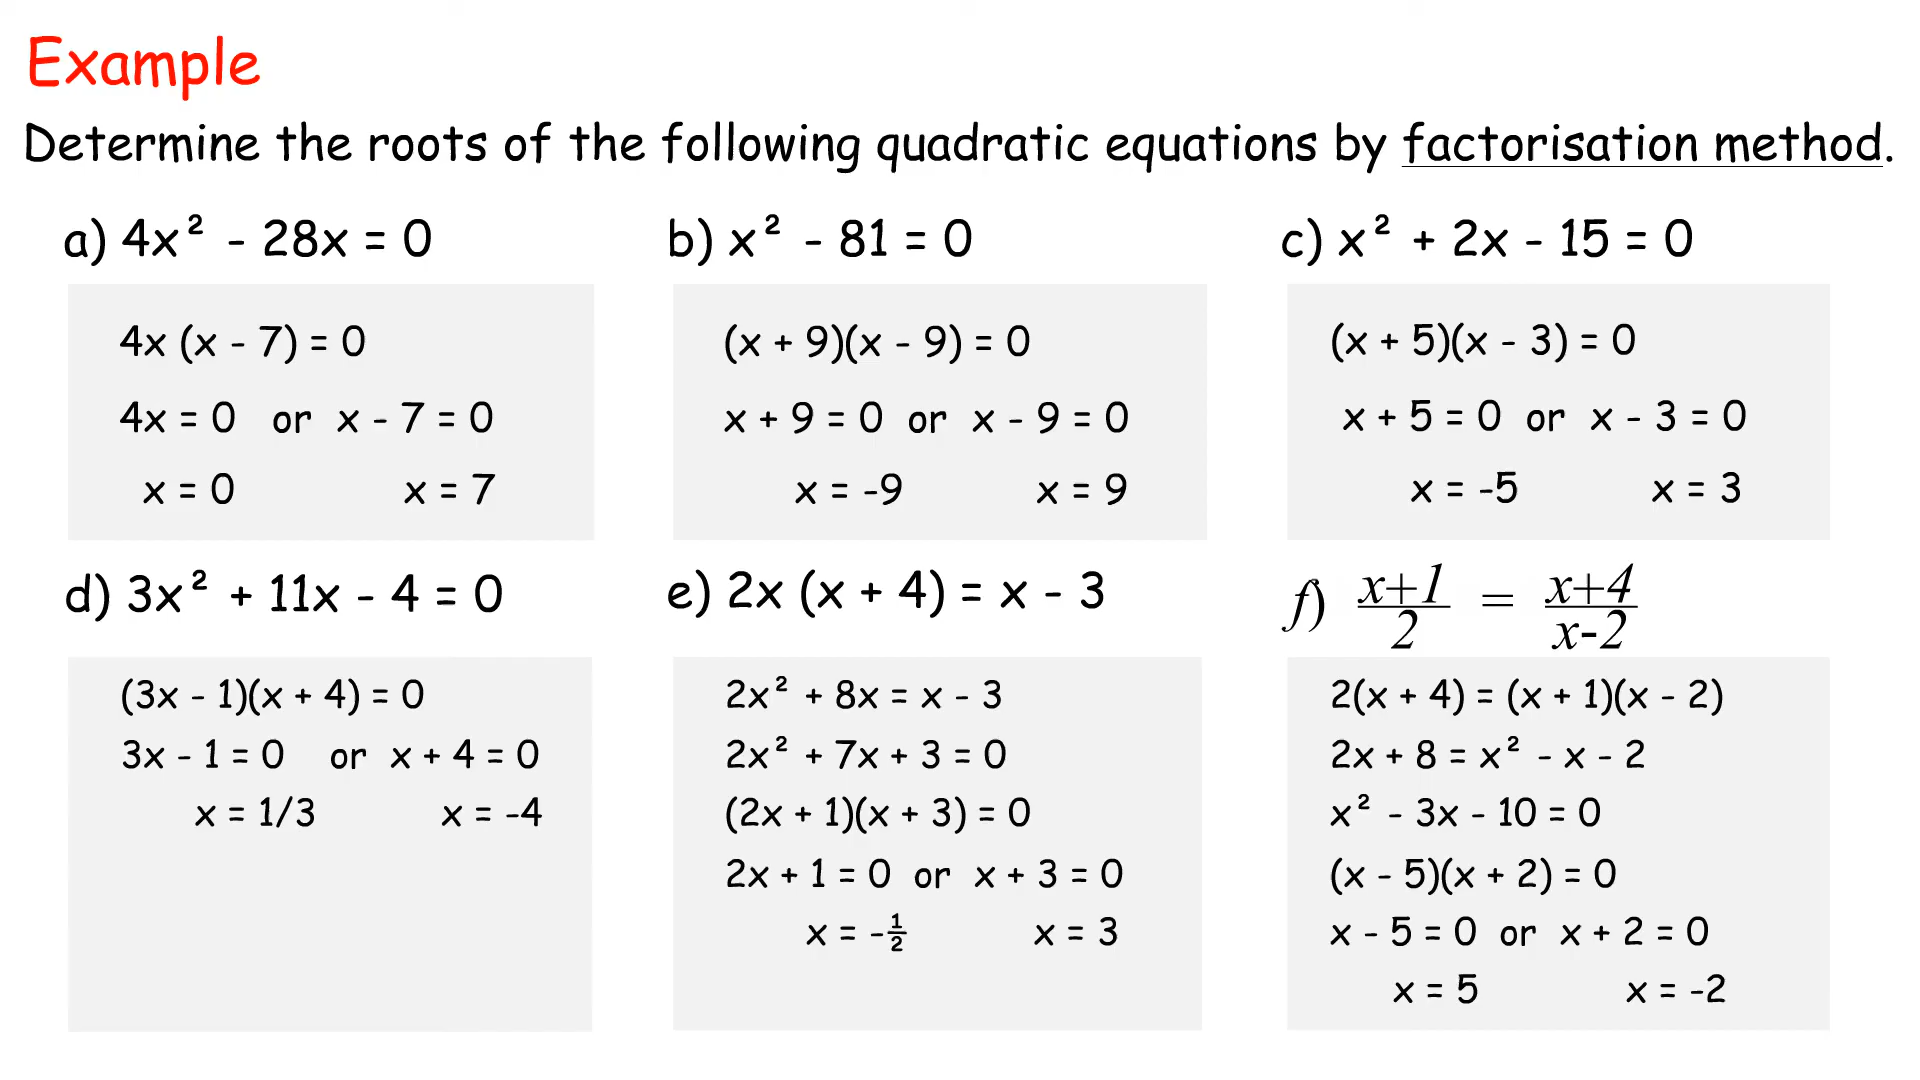 Example
Determine the roots of the following quadratic equations by factorisation method.
a) 4x² - 28x = 0
4x (x - 7) = 0
4x = 0 or x - 7 = 0
x = 0 x = 7
b) x² - 81 = 0
(x + 9)(x - 9) = 0
x + 9 = 0 or x - 9 = 0
x = -9 x = 9
c) x² + 2x - 15 = 0
(x + 5)(x - 3) = 0
x + 5 = 0 or x - 3 = 0
x = -5 x = 3
d) 3x² + 11x - 4 = 0
(3x - 1)(x + 4) = 0
3x - 1 = 0 or x + 4 = 0
x = 1/3 x = -4
e) 2x (x + 4) = x - 3
2x² + 8x = x - 3
2x² + 7x + 3 = 0
(2x + 1)(x + 3) = 0
2x + 1 = 0 or x + 3 = 0
x = -½ x = 3
f) x+1/2 = x+4/x-2
2(x + 4) = (x + 1)(x - 2)
2x + 8 = x² - x - 2
x² - 3x - 10 = 0
(x - 5)(x + 2) = 0
x - 5 = 0 or x + 2 = 0
x = 5 x = -2